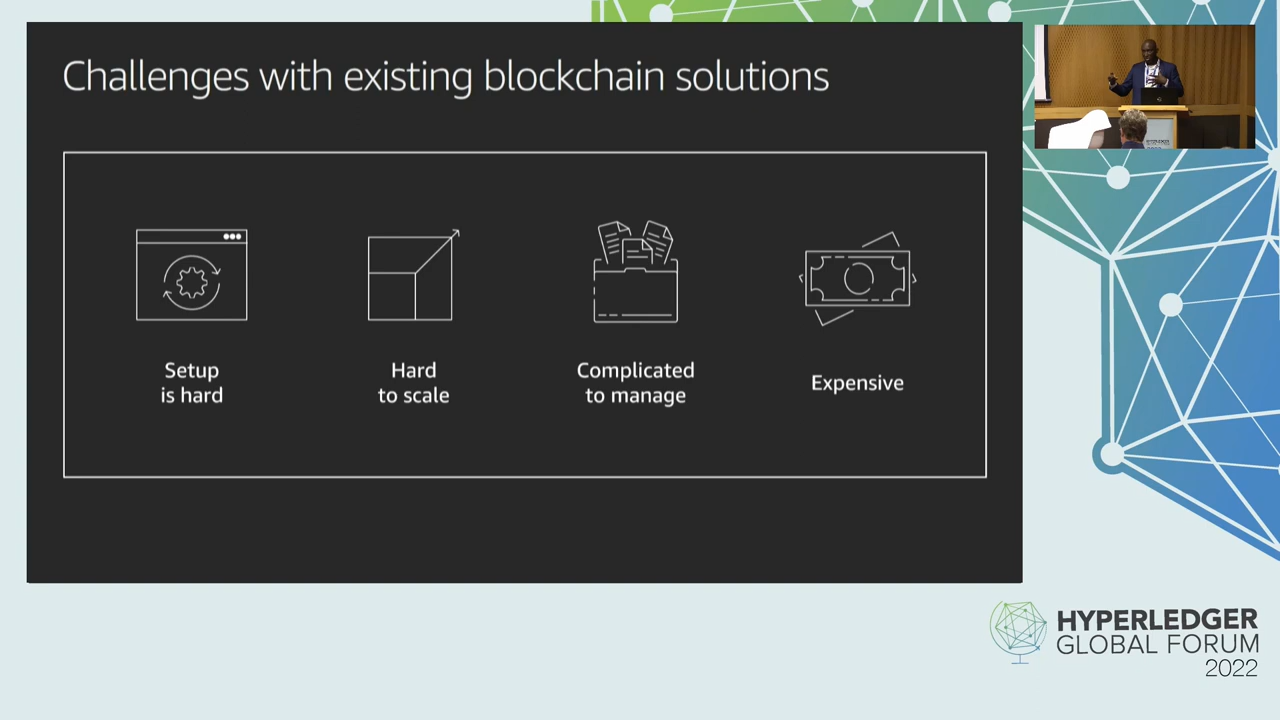 Challenges with existing blockchain solutions
Setup
is hard
Hard
to scale
Complicated
to manage
Expensive
HYPERLEDGER
GLOBAL FORUM
2022